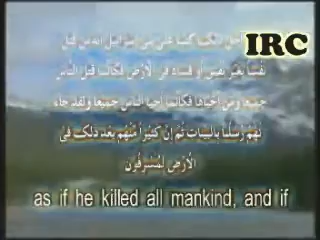 IRC
من أجل ذلك كتبنا على بني إسرائيل أنه من قتل
نفسا بغير نفس أو فساد في الأرض فكأنما قتل الناس
جميعا ومن أحياها فكأنما أحيا الناس جميعا ولقد جاء
تهم رسلنا بالبينات ثم إن كثيرا منهم بعد ذلك في
الأرض لمسرفون
as if he killed all mankind, and if